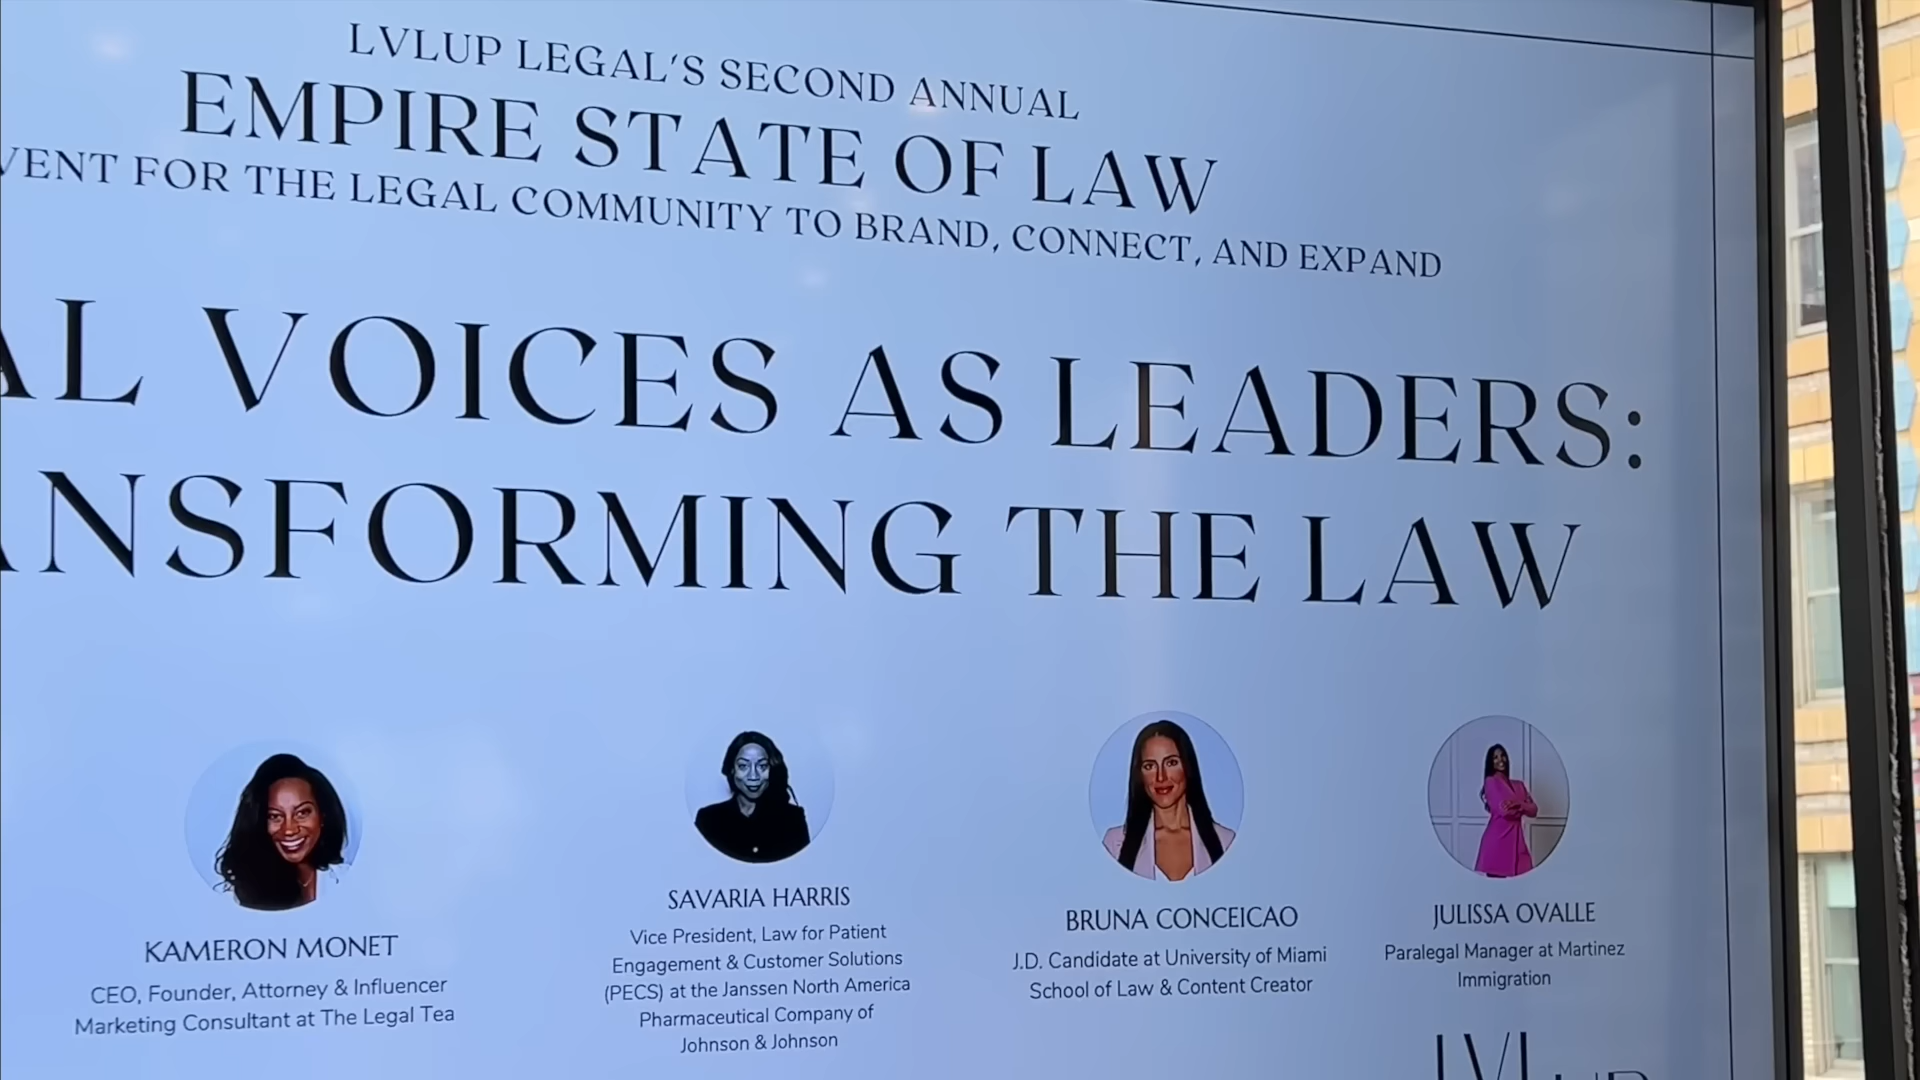 LVLUP LEGAL'S SECOND ANNUAL
EMPIRE STATE OF LAW
VENT FOR THE LEGAL COMMUNITY TO BRAND, CONNECT, AND EXPAND
AL VOICES AS LEADERS:
ANSFORMING THE LAW
KAMERON MONET
CEO, Founder, Attorney & Influencer
Marketing Consultant at The Legal Tea
SAVARIA HARRIS
Vice President, Law for Patient
Engagement & Customer Solutions
(PECS) at the Janssen North America
Pharmaceutical Company of
Johnson & Johnson
BRUNA CONCEICAO
J.D. Candidate at University of Miami
School of Law & Content Creator
JULISSA OVALLE
Paralegal Manager at Martinez
Immigration